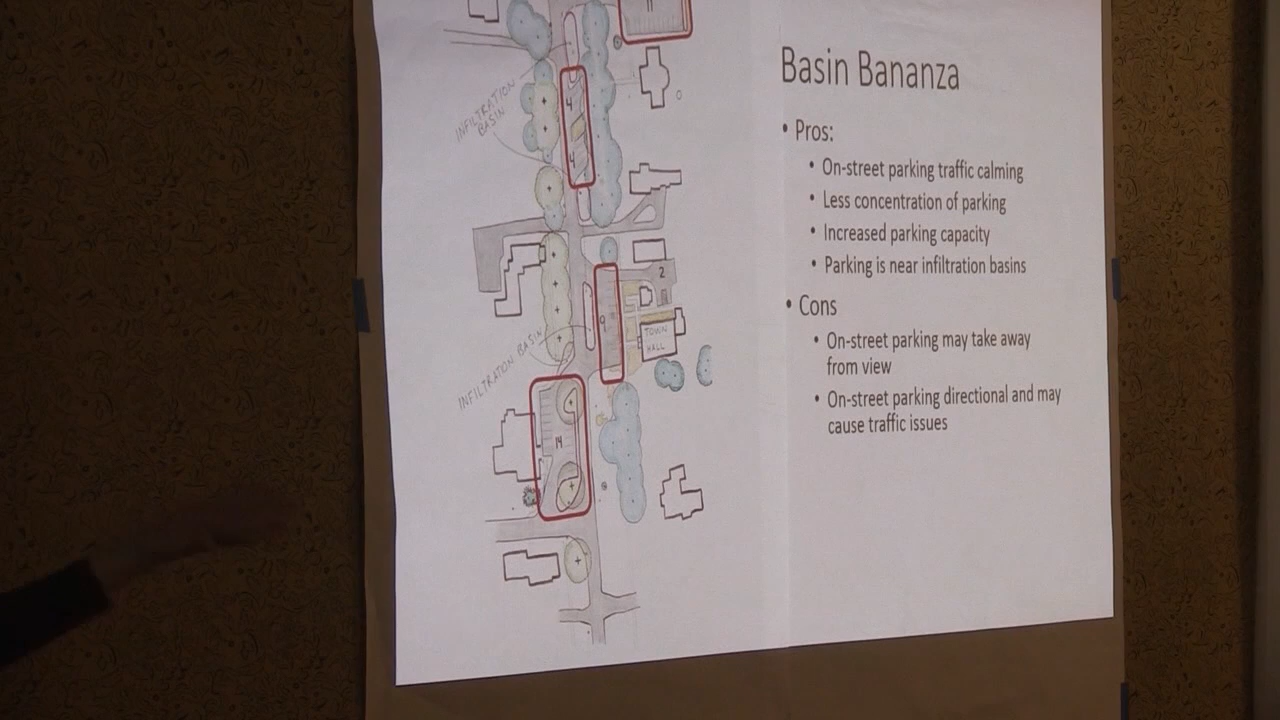 Basin Bananza
• Pros:
• On-street parking traffic calming
• Less concentration of parking
• Increased parking capacity
• Parking is near infiltration basins
• Cons
• On-street parking may take away
from view
• On-street parking directional and may
cause traffic issues
11
INFILTRATION
BASIN
4
4
2
9
TOWN
HALL
INFILTRATION BASIN
14